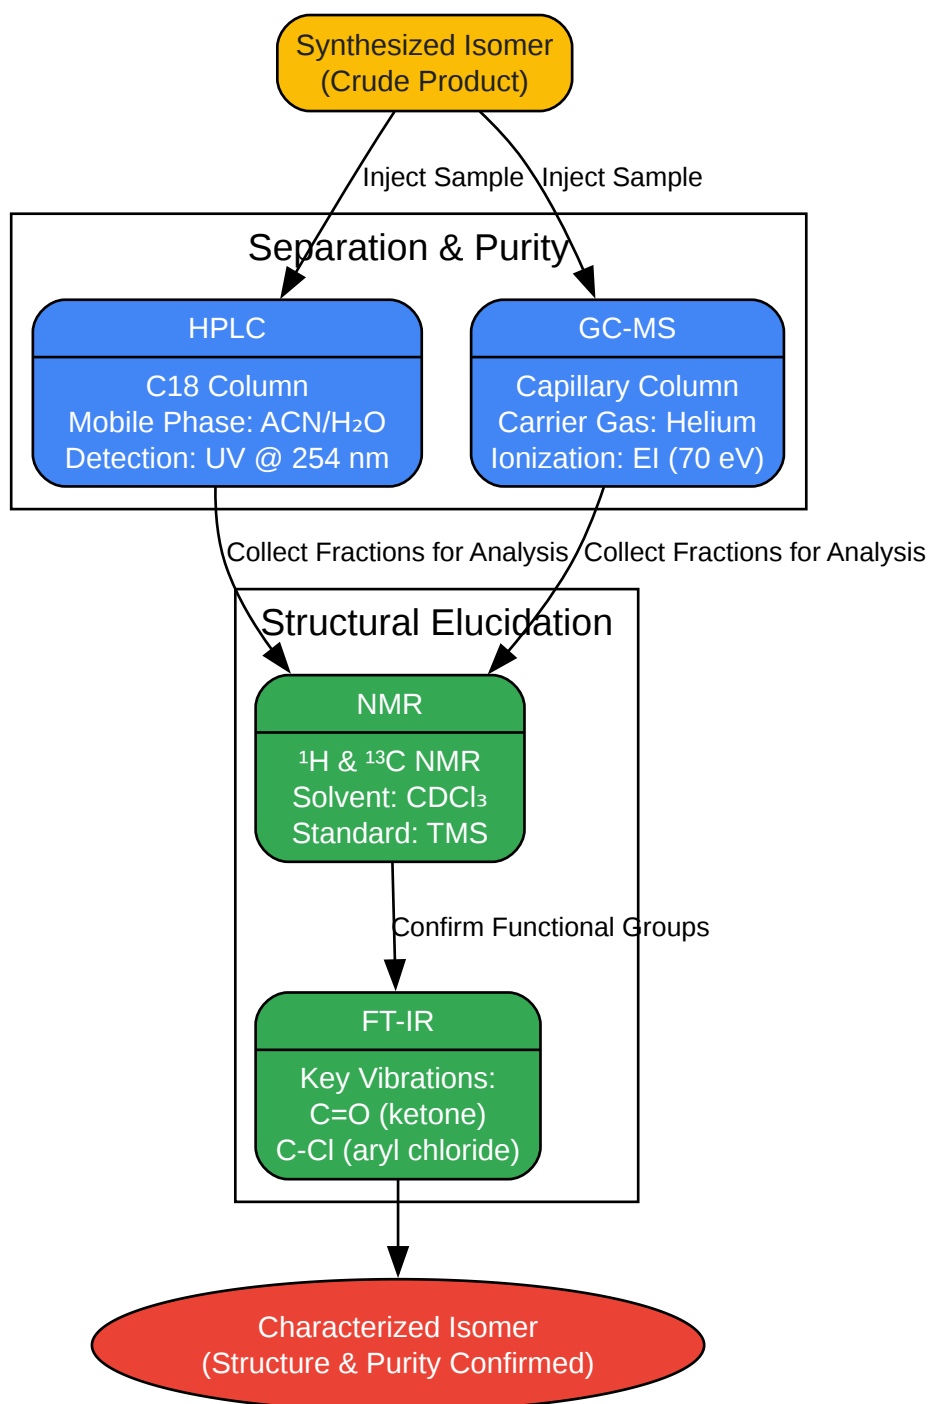 Synthesized Isomer
(Crude Product)
Inject Sample
Inject Sample
Separation & Purity
HPLC
C18 Column
Mobile Phase: ACN/H₂O
Detection: UV @ 254 nm
GC-MS
Capillary Column
Carrier Gas: Helium
Ionization: EI (70 eV)
Collect Fractions for Analysis
Collect Fractions for Analysis
Structural Elucidation
NMR
¹H & ¹³C NMR
Solvent: CDCl₃
Standard: TMS
Confirm Functional Groups
FT-IR
Key Vibrations:
C=O (ketone)
C-Cl (aryl chloride)
Characterized Isomer
(Structure & Purity Confirmed)